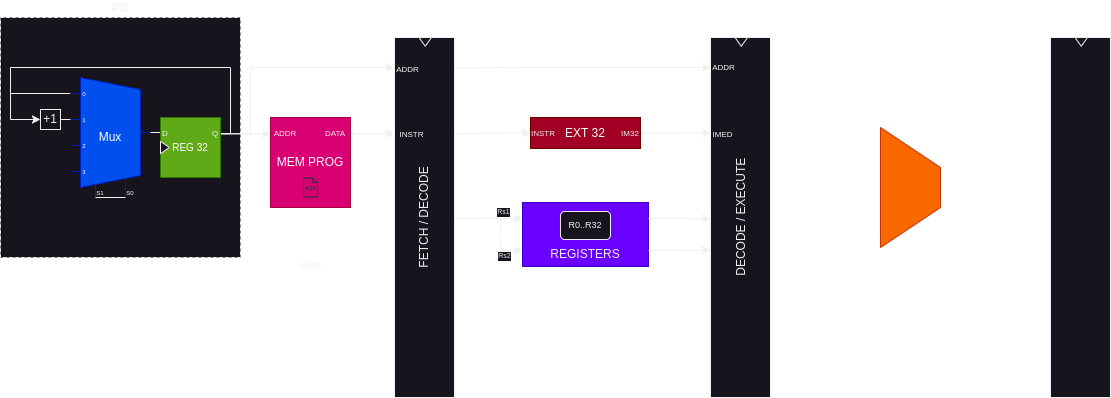 PC
0
+1
1
Mux
2
3
S1
S0
D
Q
REG 32
ADDR
DATA
MEM PROG
</>
ADDR
ADDR
INSTR
FETCH / DECODE
INSTR
EXT 32
IM32
Rs1
Rs2
R0..R32
REGISTERS
ADDR
IMED
DECODE / EXECUTE